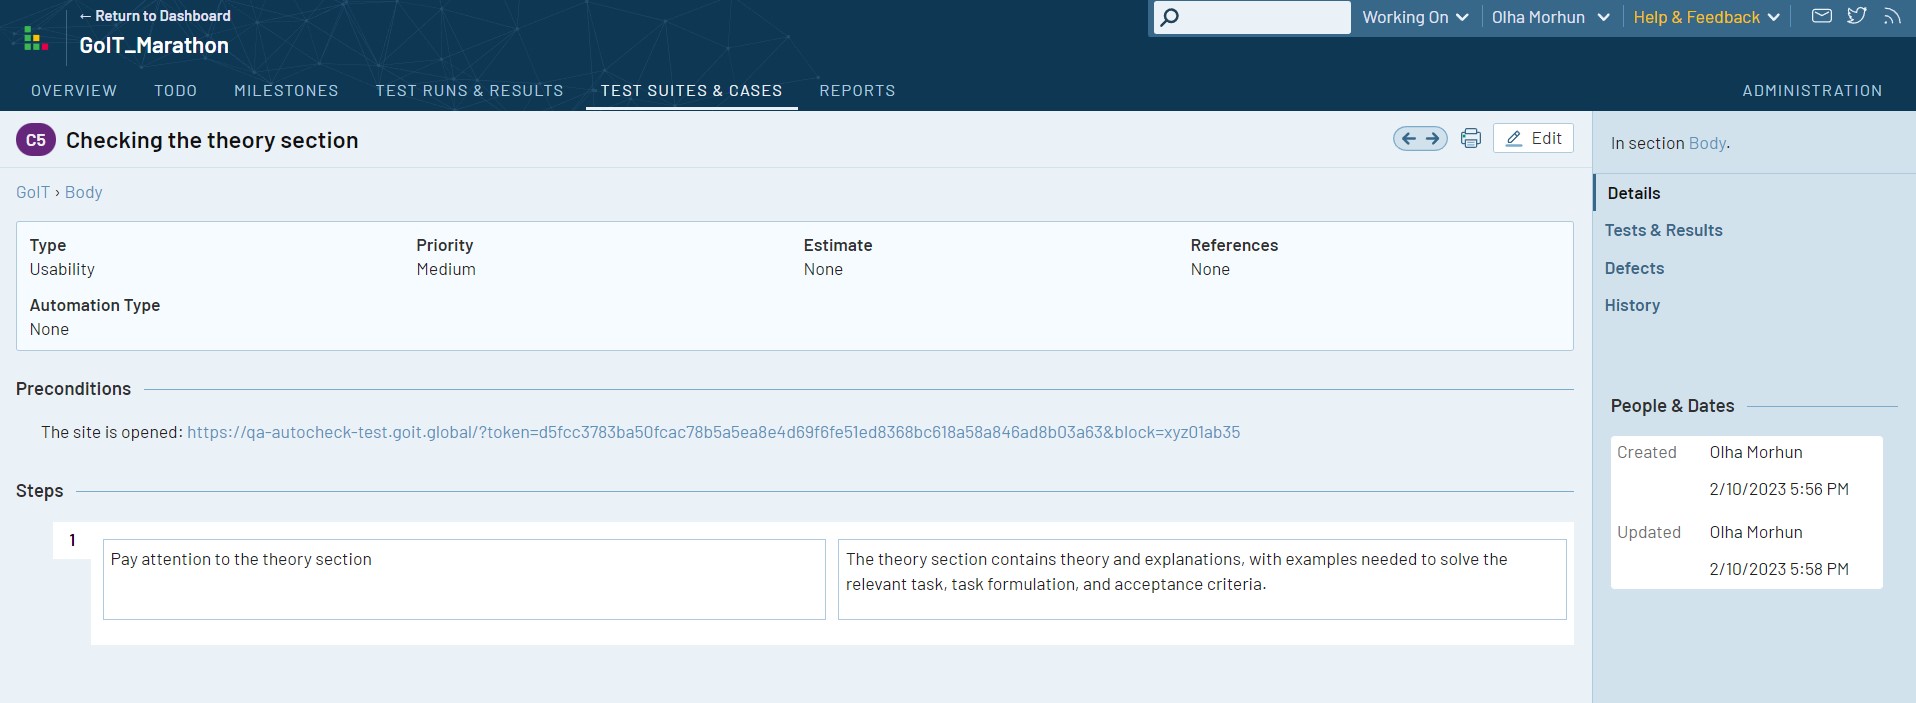 ← Return to Dashboard
GoIT_Marathon
Working On
Olha Morhun
Help & Feedback
OVERVIEW
TODO
MILESTONES
TEST RUNS & RESULTS
TEST SUITES & CASES
REPORTS
ADMINISTRATION
C5 Checking the theory section
Edit
GoIT › Body
Type
Usability
Priority
Medium
Estimate
None
References
None
Automation Type
None
Preconditions
The site is opened: https://qa-autocheck-test.goit.global/?token=d5fcc3783ba50fcac78b5a5ea8e4d69f6fe51ed8368bc618a58a846ad8b03a63&block=xyz01ab35
Steps
1
Pay attention to the theory section
The theory section contains theory and explanations, with examples needed to solve the
relevant task, task formulation, and acceptance criteria.
In section Body.
Details
Tests & Results
Defects
History
People & Dates
Created
Olha Morhun
2/10/2023 5:56 PM
Updated
Olha Morhun
2/10/2023 5:58 PM